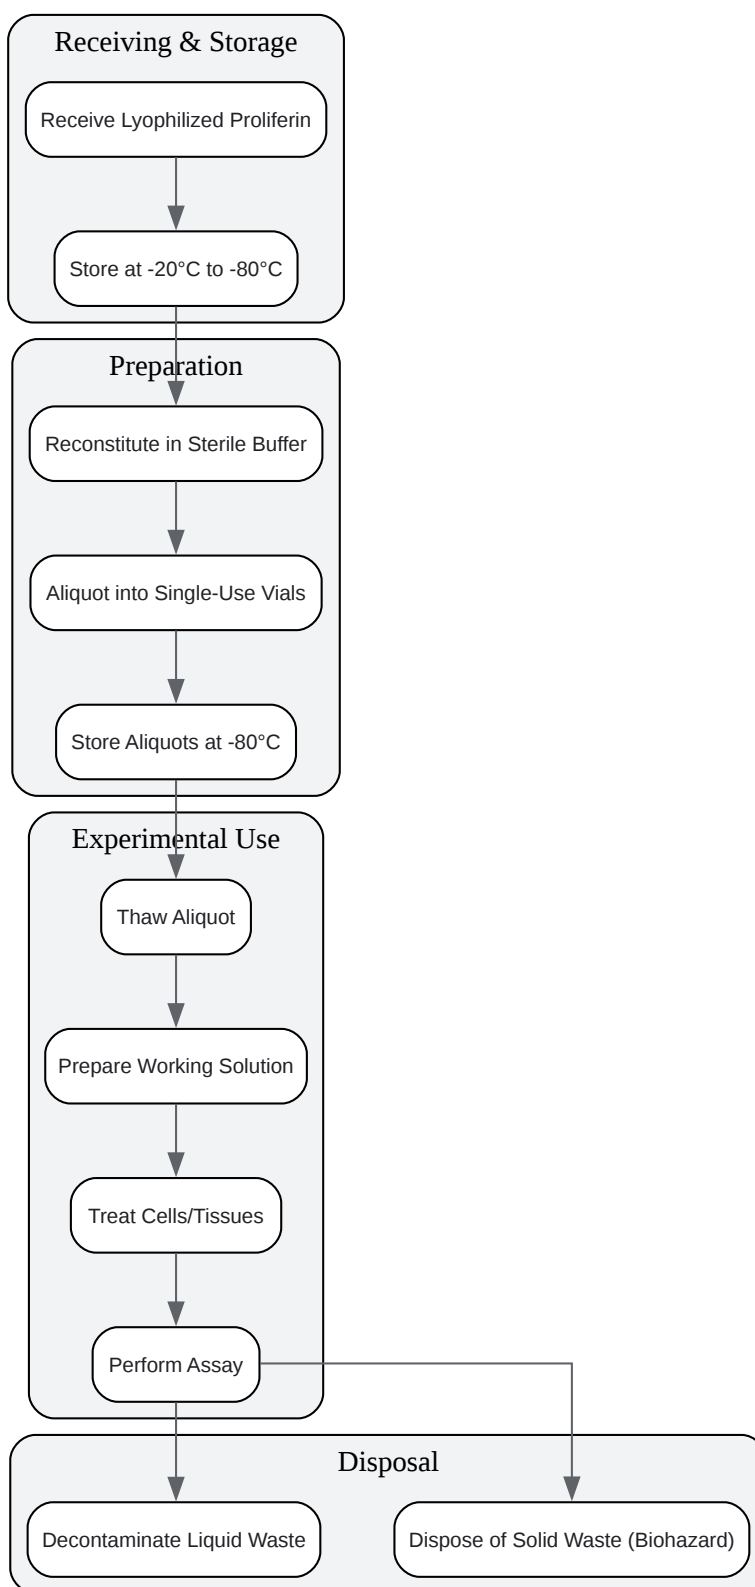 Receiving & Storage
Receive Lyophilized Proliferin
Store at -20°C to -80°C
Preparation
Reconstitute in Sterile Buffer
Aliquot into Single-Use Vials
Store Aliquots at -80°C
Experimental Use
Thaw Aliquot
Prepare Working Solution
Treat Cells/Tissues
Perform Assay
Disposal
Decontaminate Liquid Waste
Dispose of Solid Waste (Biohazard)